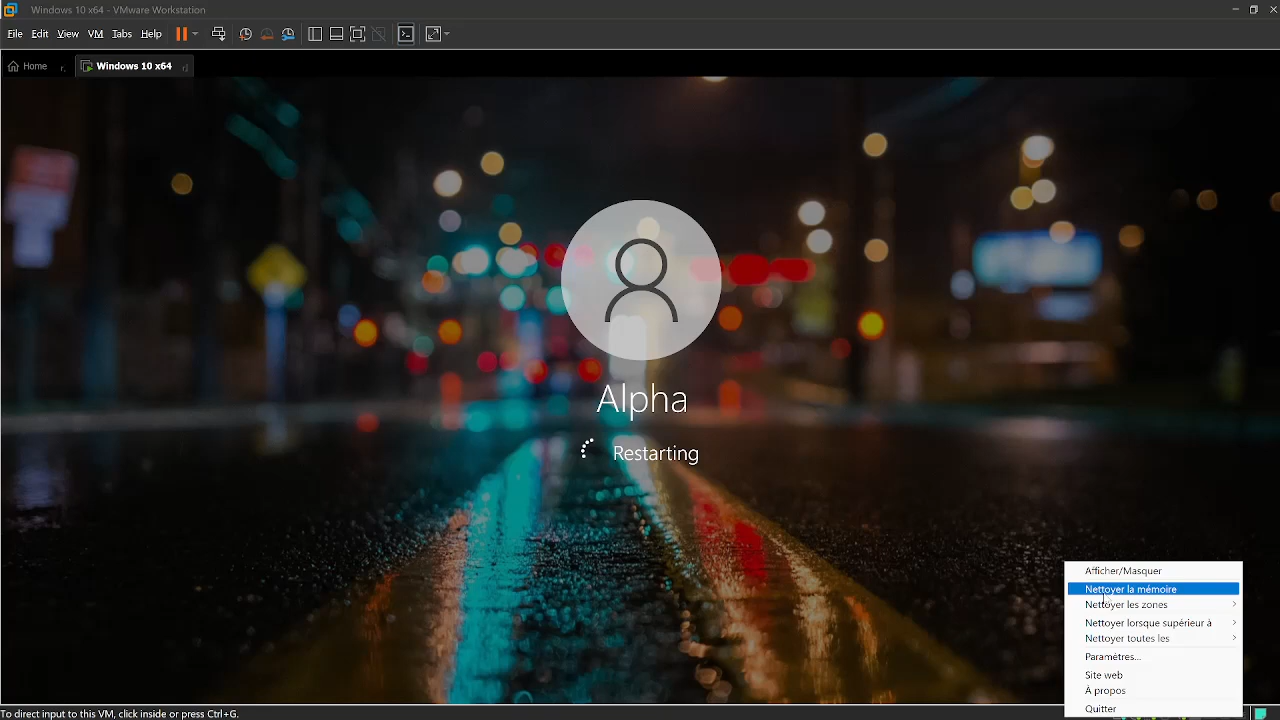 Windows 10 x64 - VMware Workstation
File Edit View VM Tabs Help
Home
Windows 10 x64
Alpha
Restarting
Afficher/Masquer
Nettoyer la mémoire
Nettoyer les zones
Nettoyer lorsque supérieur à
Nettoyer toutes les
Paramètres...
Site web
À propos
Quitter
To direct input to this VM, click inside or press Ctrl+G.